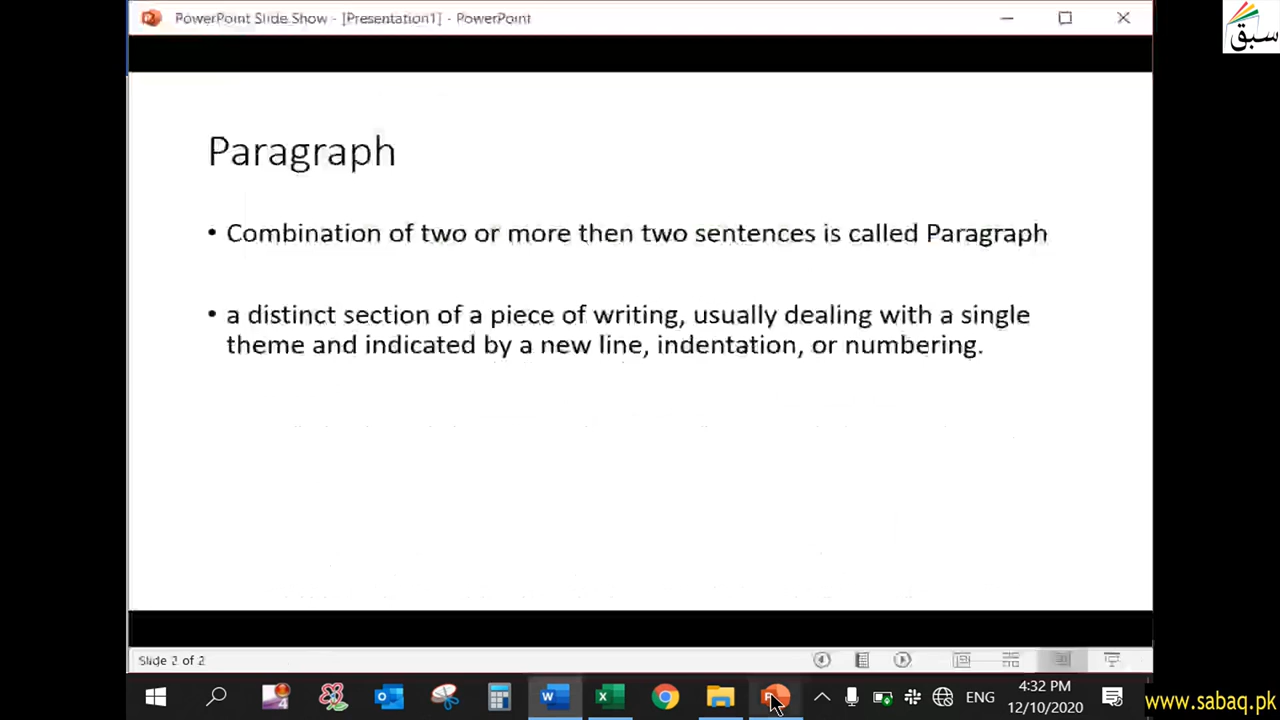 PowerPoint Slide Show - [Presentation1] - PowerPoint
سبق
Paragraph
• Combination of two or more then two sentences is called Paragraph
• a distinct section of a piece of writing, usually dealing with a single
theme and indicated by a new line, indentation, or numbering.
Slide 2 of 2
4
ENG
4:32 PM
12/10/2020
www.sabaq.pk